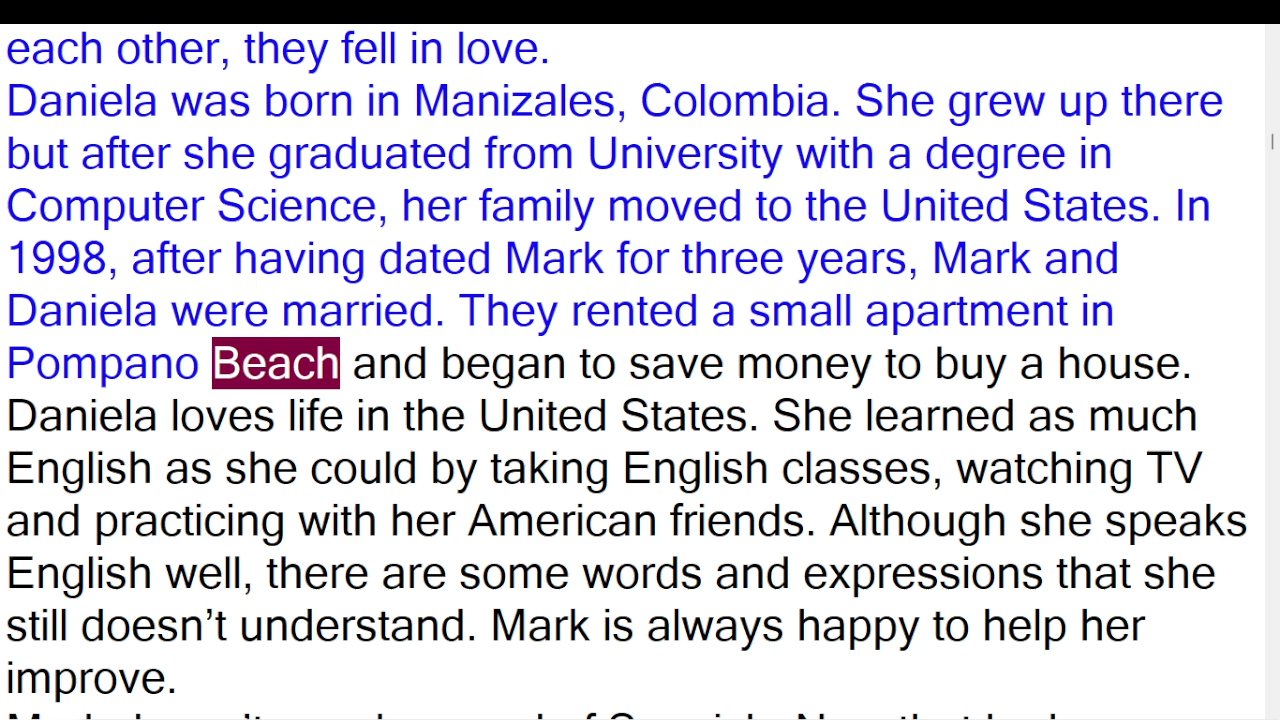 each other, they fell in love.
Daniela was born in Manizales, Colombia. She grew up there
but after she graduated from University with a degree in
Computer Science, her family moved to the United States. In
1998, after having dated Mark for three years, Mark and
Daniela were married. They rented a small apartment in
Pompano Beach and began to save money to buy a house.
Daniela loves life in the United States. She learned as much
English as she could by taking English classes, watching TV
and practicing with her American friends. Although she speaks
English well, there are some words and expressions that she
still doesn’t understand. Mark is always happy to help her
improve.